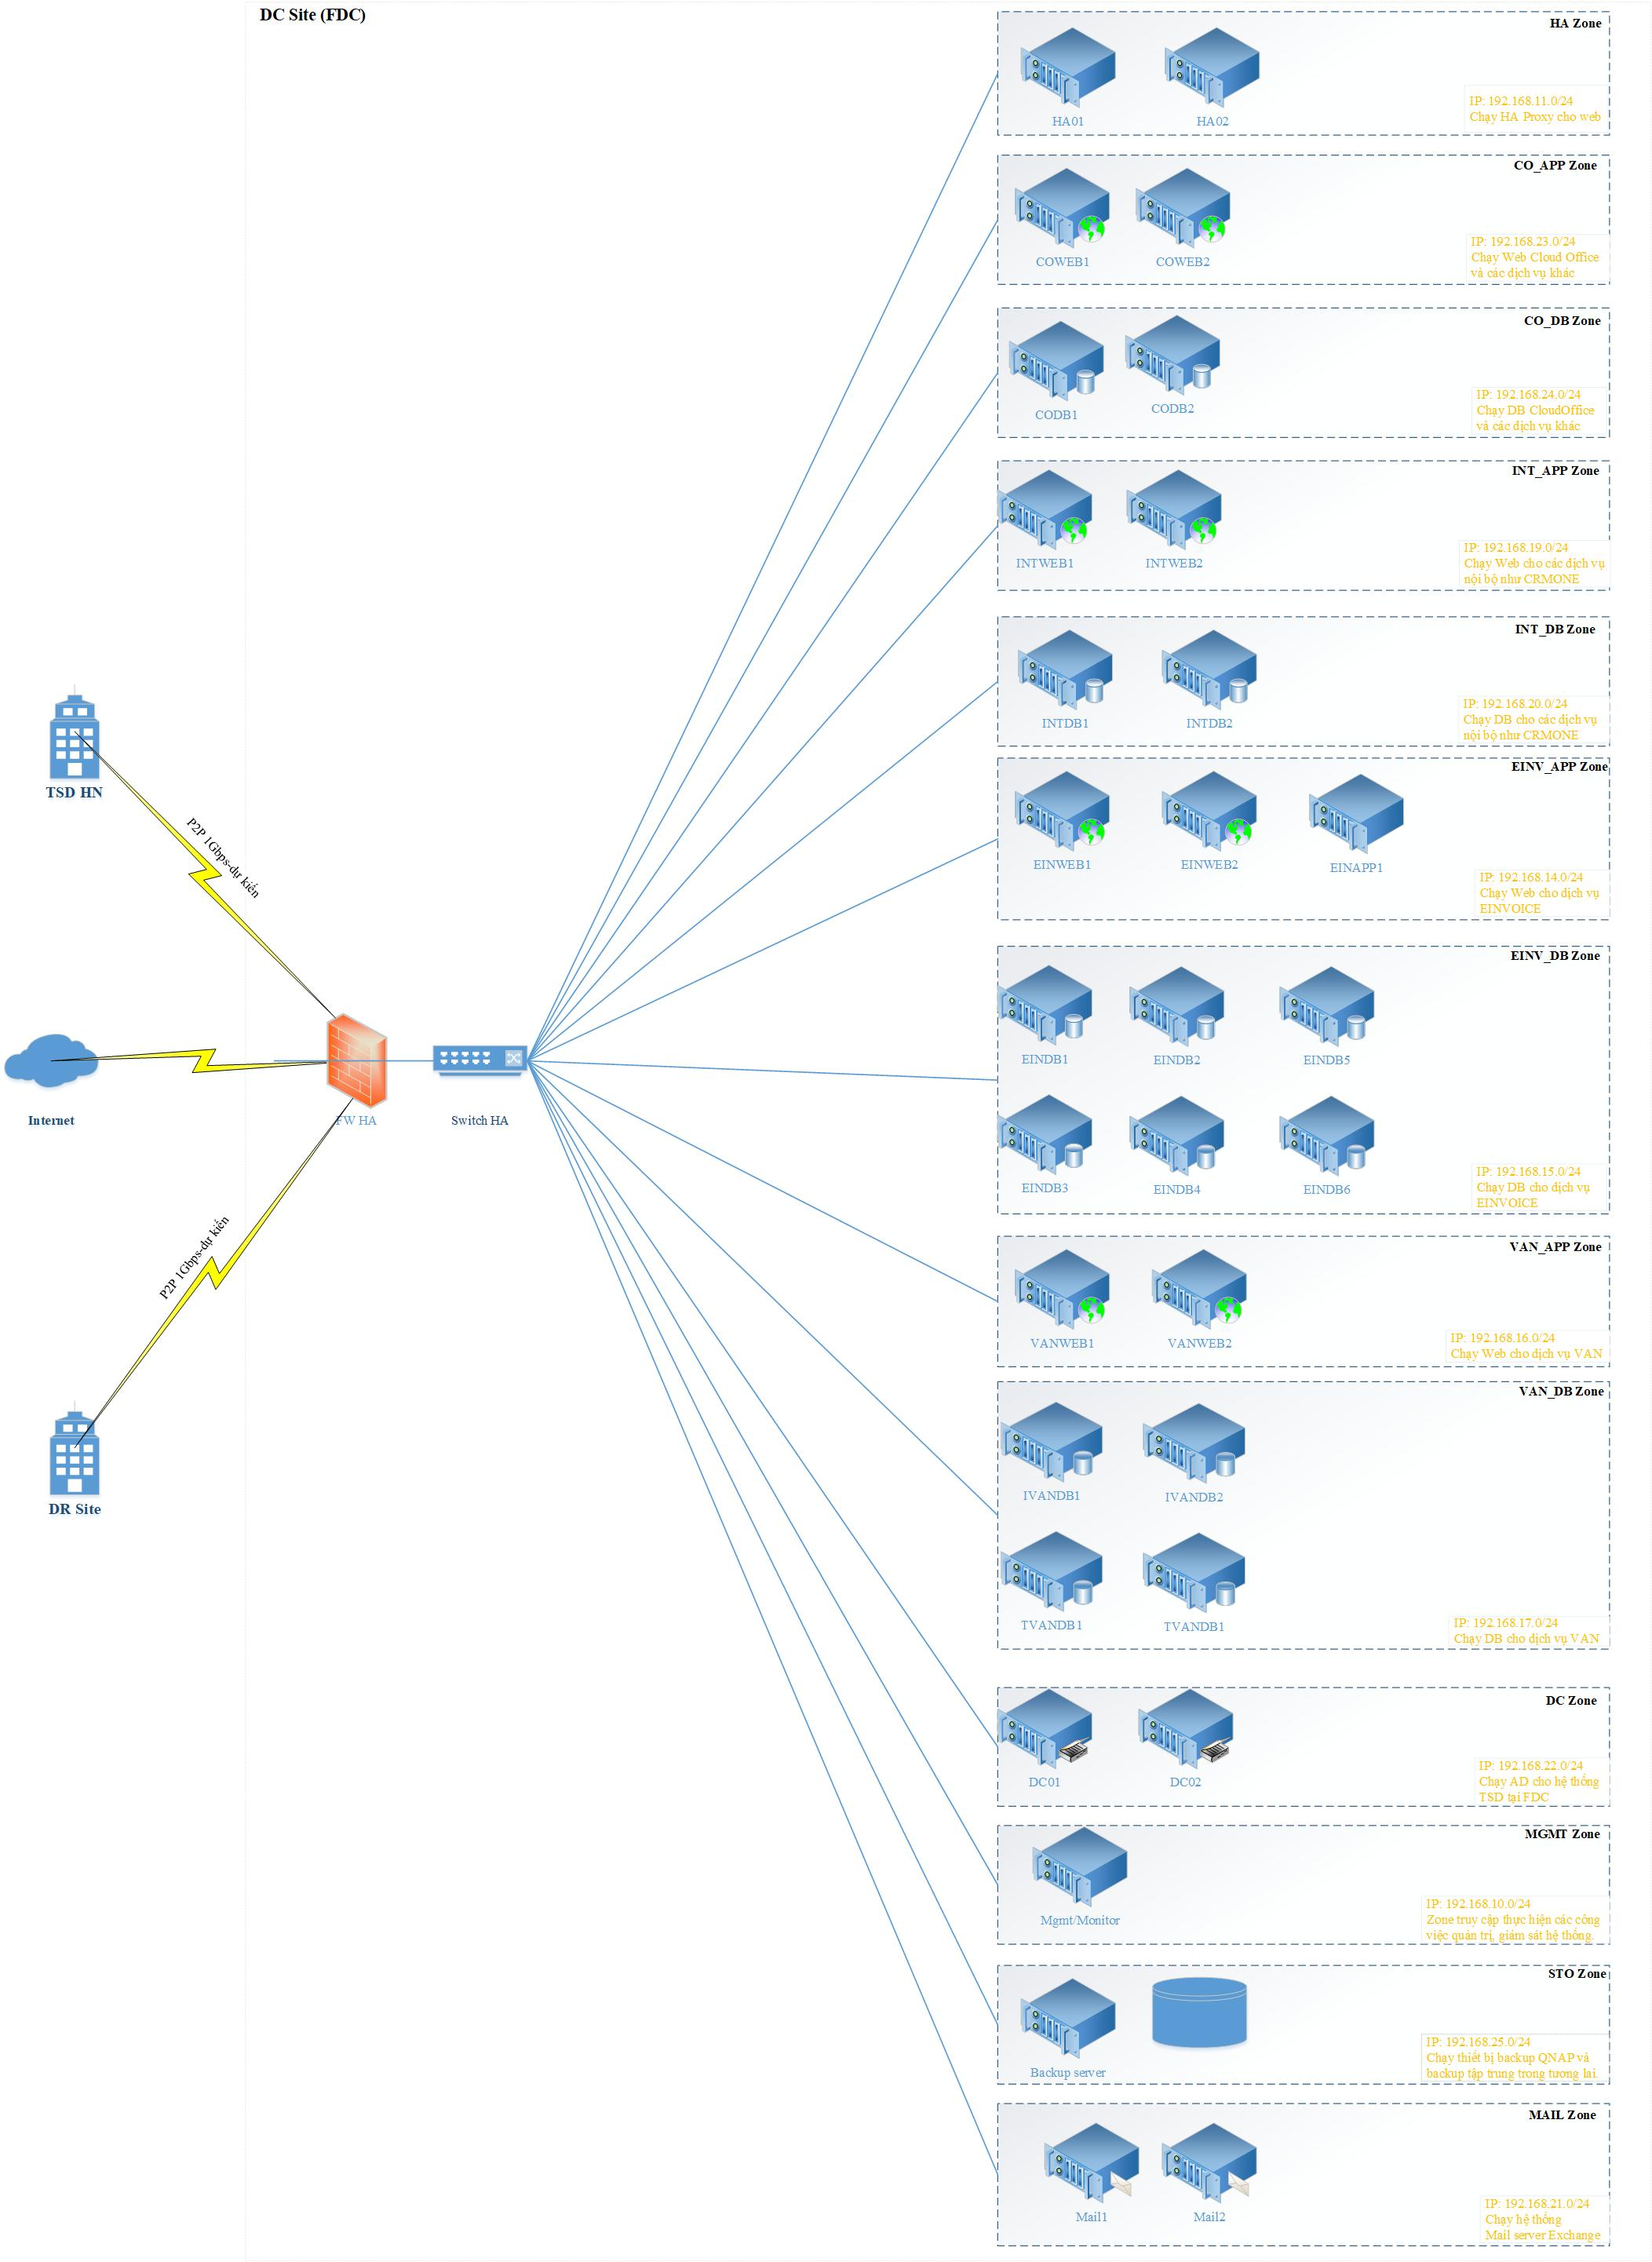 DC Site (FDC)
HA Zone
HA01
HA02
IP: 192.168.11.0/24
Chạy HA Proxy cho web
CO_APP Zone
COWEB1
COWEB2
IP: 192.168.23.0/24
Chạy Web Cloud Office
và các dịch vụ khác
CO_DB Zone
CODB1
CODB2
IP: 192.168.24.0/24
Chạy DB CloudOffice
và các dịch vụ khác
INT_APP Zone
INTWEB1
INTWEB2
IP: 192.168.19.0/24
Chạy Web cho các dịch vụ
nội bộ như CRMONE
INT_DB Zone
INTDB1
INTDB2
IP: 192.168.20.0/24
Chạy DB cho các dịch vụ
nội bộ như CRMONE
TSD HN
P2P 1Gbps-dự kiến
EINV_APP Zone
EINWEB1
EINWEB2
EINAPP1
IP: 192.168.14.0/24
Chạy Web cho dịch vụ
EINVOICE
EINV_DB Zone
EINDB1
EINDB2
EINDB5
EINDB3
EINDB4
EINDB6
IP: 192.168.15.0/24
Chạy DB cho dịch vụ
EINVOICE
Internet
FW HA
Switch HA
P2P 1Gbps-dự kiến
DR Site
VAN_APP Zone
VANWEB1
VANWEB2
IP: 192.168.16.0/24
Chạy Web cho dịch vụ VAN
VAN_DB Zone
IVANDB1
IVANDB2
TVANDB1
TVANDB1
IP: 192.168.17.0/24
Chạy DB cho dịch vụ VAN
DC Zone
DC01
DC02
IP: 192.168.22.0/24
Chạy AD cho hệ thống
TSD tại FDC
MGMT Zone
Mgmt/Monitor
IP: 192.168.10.0/24
Zone truy cập thực hiện các công
việc quản trị, giám sát hệ thống.
STO Zone
Backup server
IP: 192.168.25.0/24
Chạy thiết bị backup QNAP và
backup tập trung trong tương lai.
MAIL Zone
Mail1
Mail2
IP: 192.168.21.0/24
Chạy hệ thống
Mail server Exchange